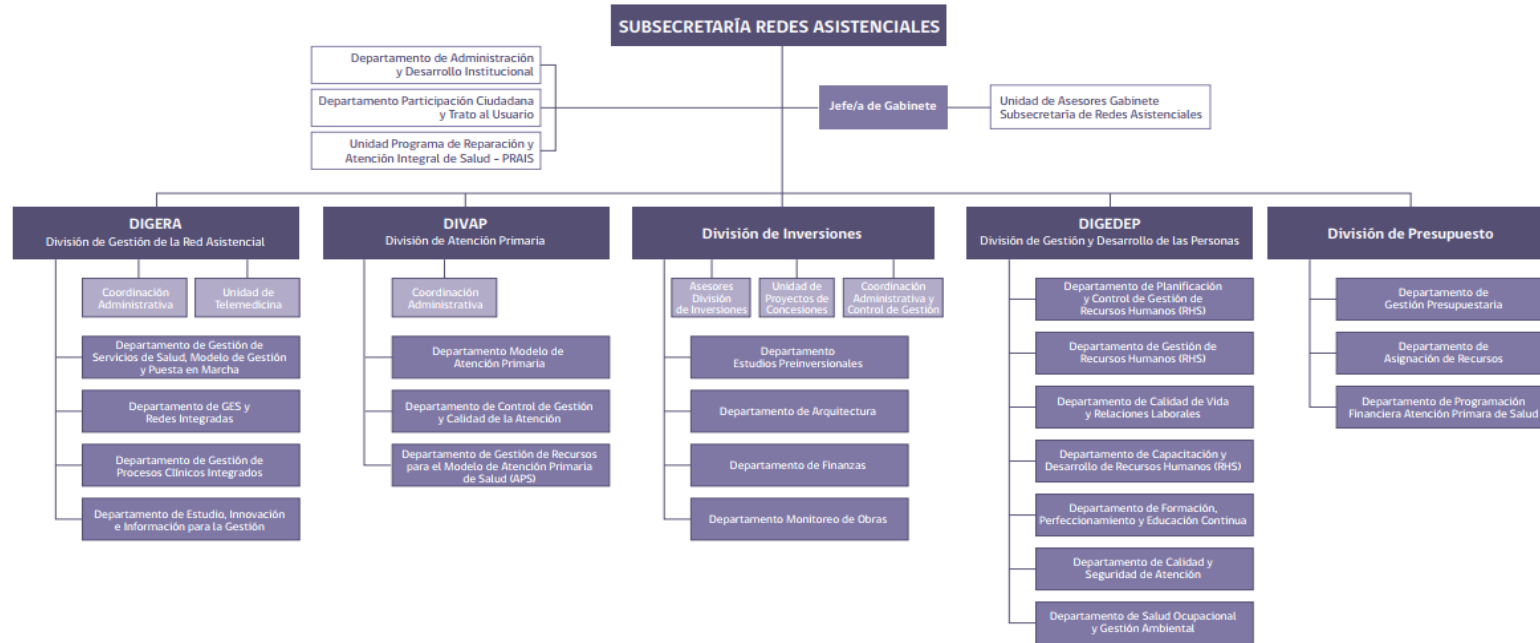 SUBSECRETARÍA REDES ASISTENCIALES
Departamento de Administración
y Desarrollo Institucional
Departamento Participación Ciudadana
y Trato al Usuario
Unidad Programa de Reparación y
Atención Integral de Salud – PRAIS
Jefe/a de Gabinete
Unidad de Asesores Gabinete
Subsecretaría de Redes Asistenciales
DIGERA
División de Gestión de la Red Asistencial
Coordinación
Administrativa
Unidad de
Telemedicina
Departamento de Gestión de
Servicios de Salud, Modelo de Gestión
y Puesta en Marcha
Departamento de GES y
Redes Integradas
Departamento de Gestión de
Procesos Clínicos Integrados
Departamento de Estudio, Innovación
e Información para la Gestión
DIVAP
División de Atención Primaria
Coordinación
Administrativa
Departamento Modelo de
Atención Primaria
Departamento de Control de Gestión
y Calidad de la Atención
Departamento de Gestión de Recursos
para el Modelo de Atención Primaria
de Salud (APS)
División de Inversiones
Asesores
División
de Inversiones
Unidad de
Proyectos de
Concesiones
Coordinación
Administrativa y
Control de Gestión
Departamento
Estudios Preinversionales
Departamento de Arquitectura
Departamento de Finanzas
Departamento Monitoreo de Obras
DIGEDEP
División de Gestión y Desarrollo de las Personas
Departamento de Planificación
y Control de Gestión de
Recursos Humanos (RHS)
Departamento de Gestión de
Recursos Humanos (RHS)
Departamento de Calidad de Vida
y Relaciones Laborales
Departamento de Capacitación y
Desarrollo de Recursos Humanos (RHS)
Departamento de Formación,
Perfeccionamiento y Educación Continua
Departamento de Calidad y
Seguridad de Atención
Departamento de Salud Ocupacional
y Gestión Ambiental
División de Presupuesto
Departamento de
Gestión Presupuestaria
Departamento de
Asignación de Recursos
Departamento de Programación
Financiera Atención Primara de Salud